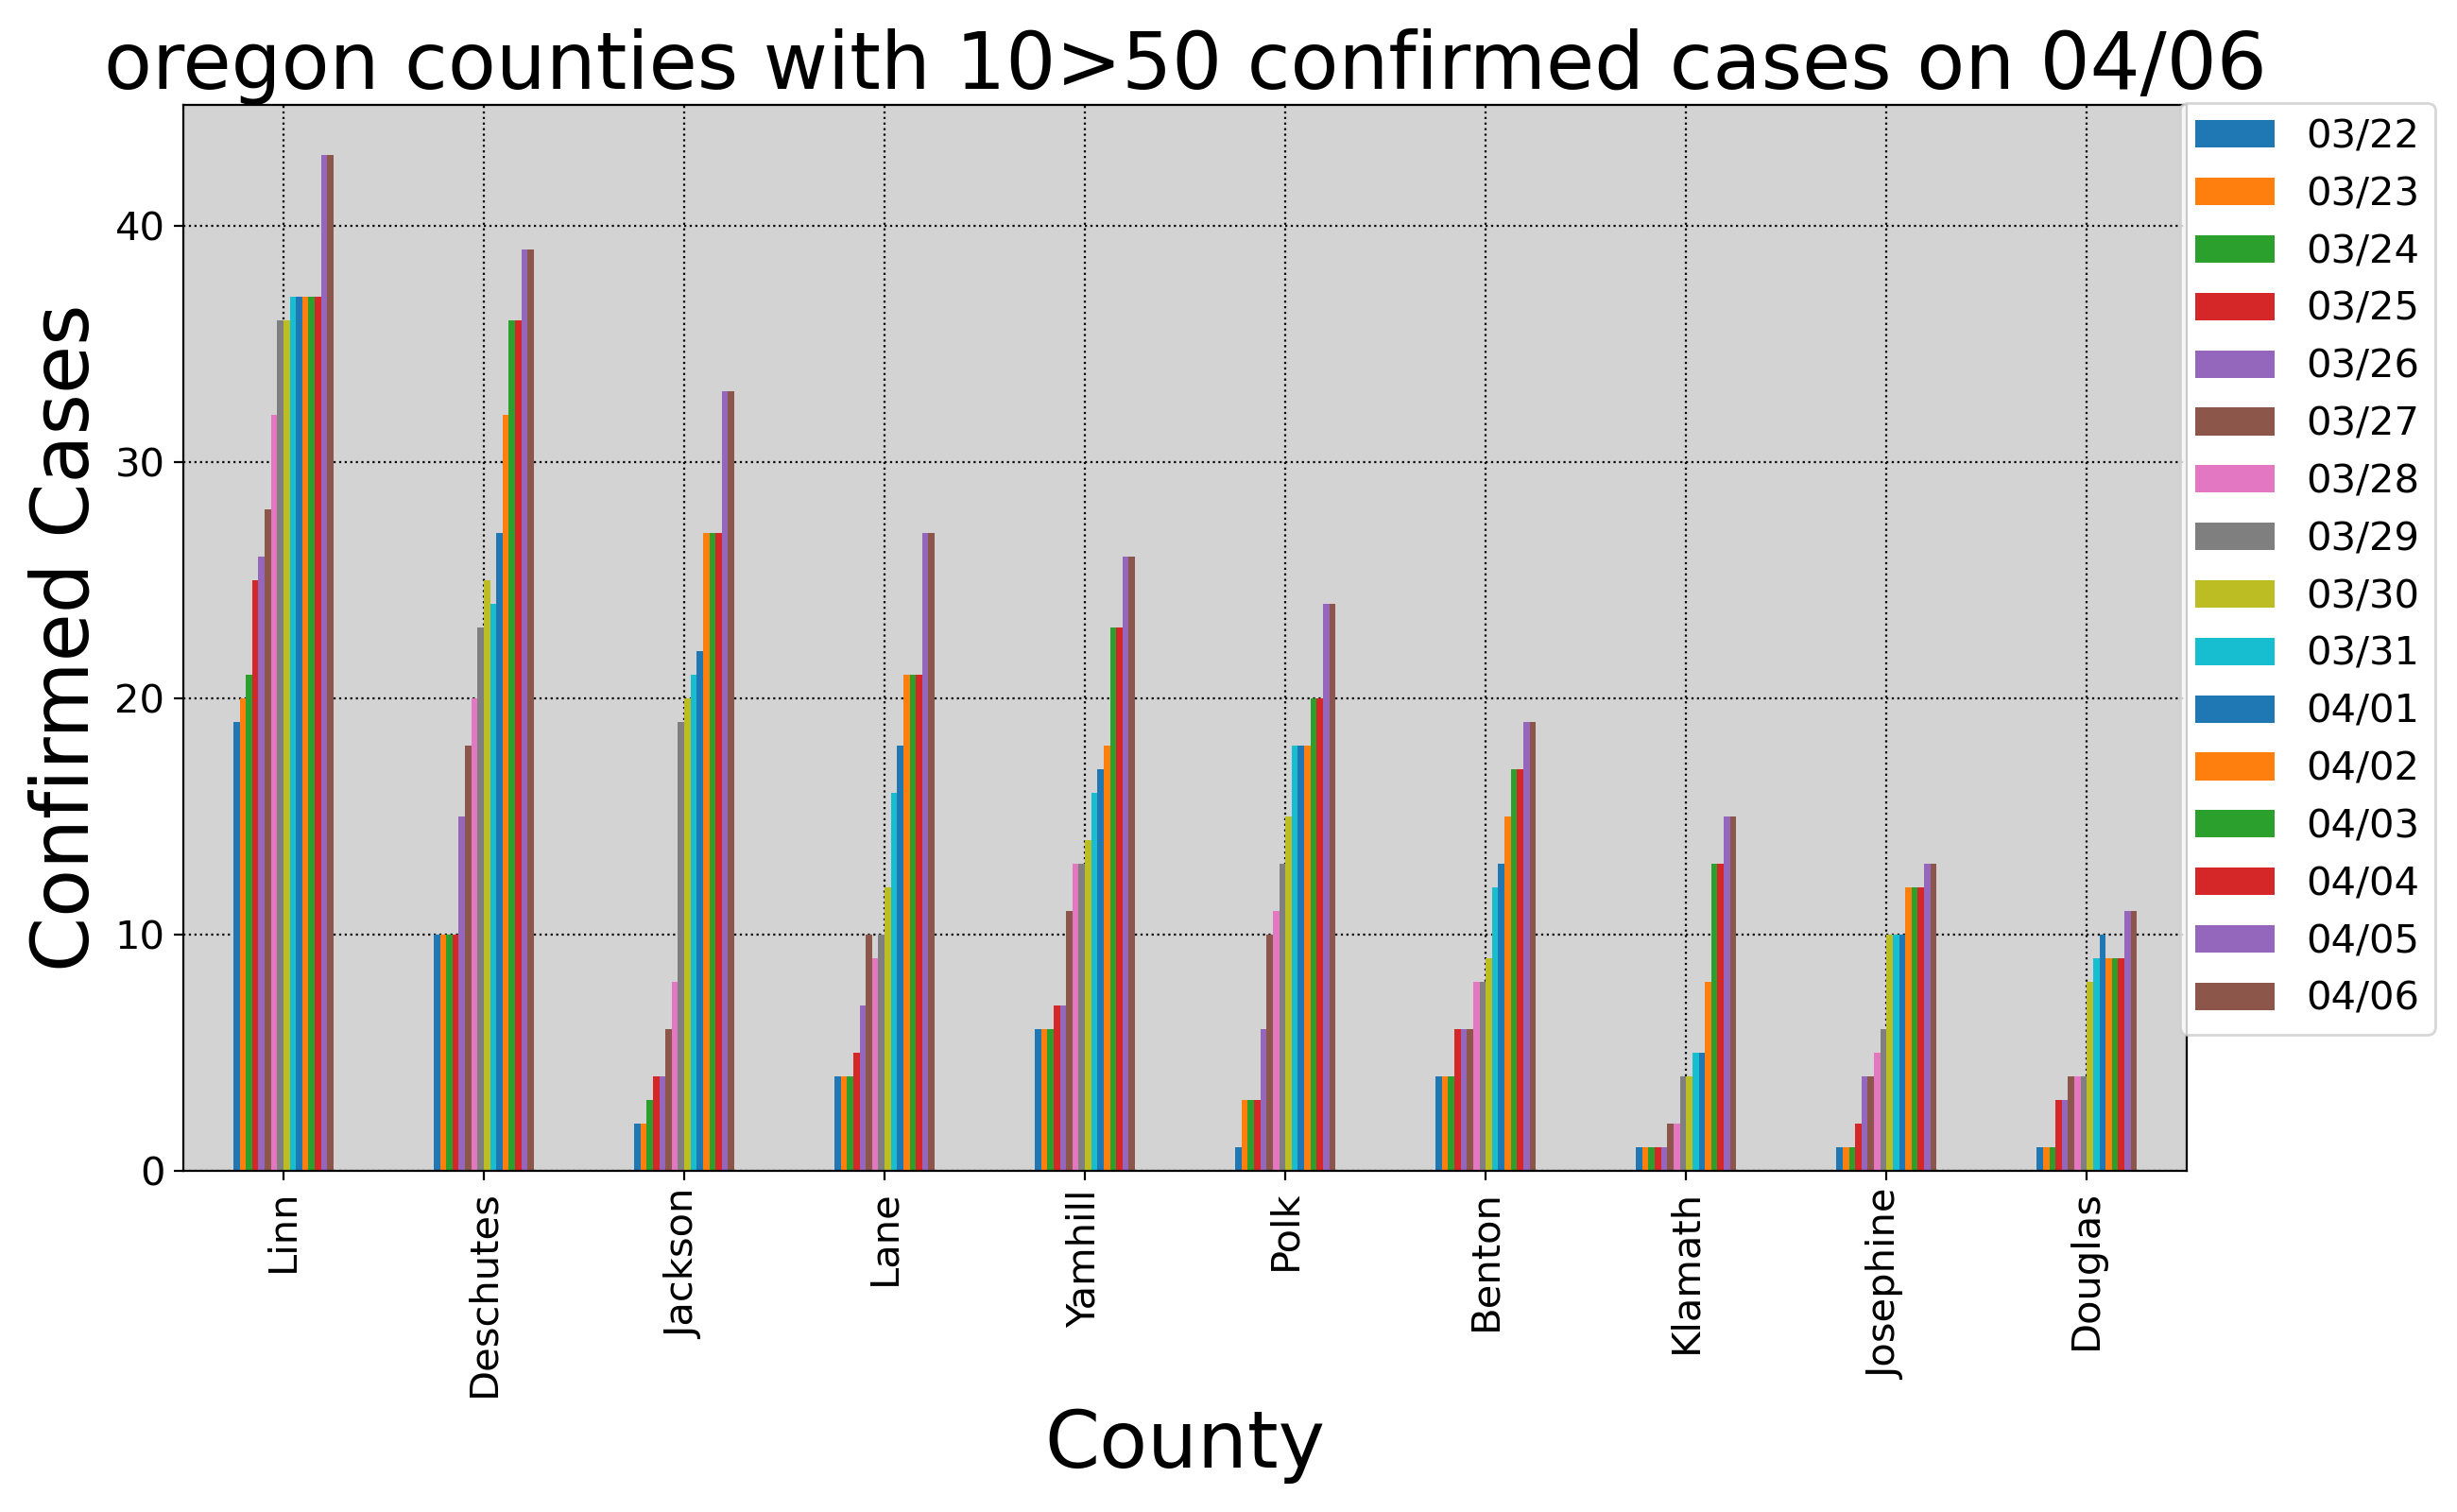 oregon counties with 10>50 confirmed cases on 04/06
Confirmed Cases
40
30
20
10
0
03/22
03/23
03/24
03/25
03/26
03/27
03/28
03/29
03/30
03/31
04/01
04/02
04/03
04/04
04/05
04/06
Linn
Deschutes
Jackson
Lane
Yamhill
Polk
Benton
Klamath
Josephine
Douglas
County